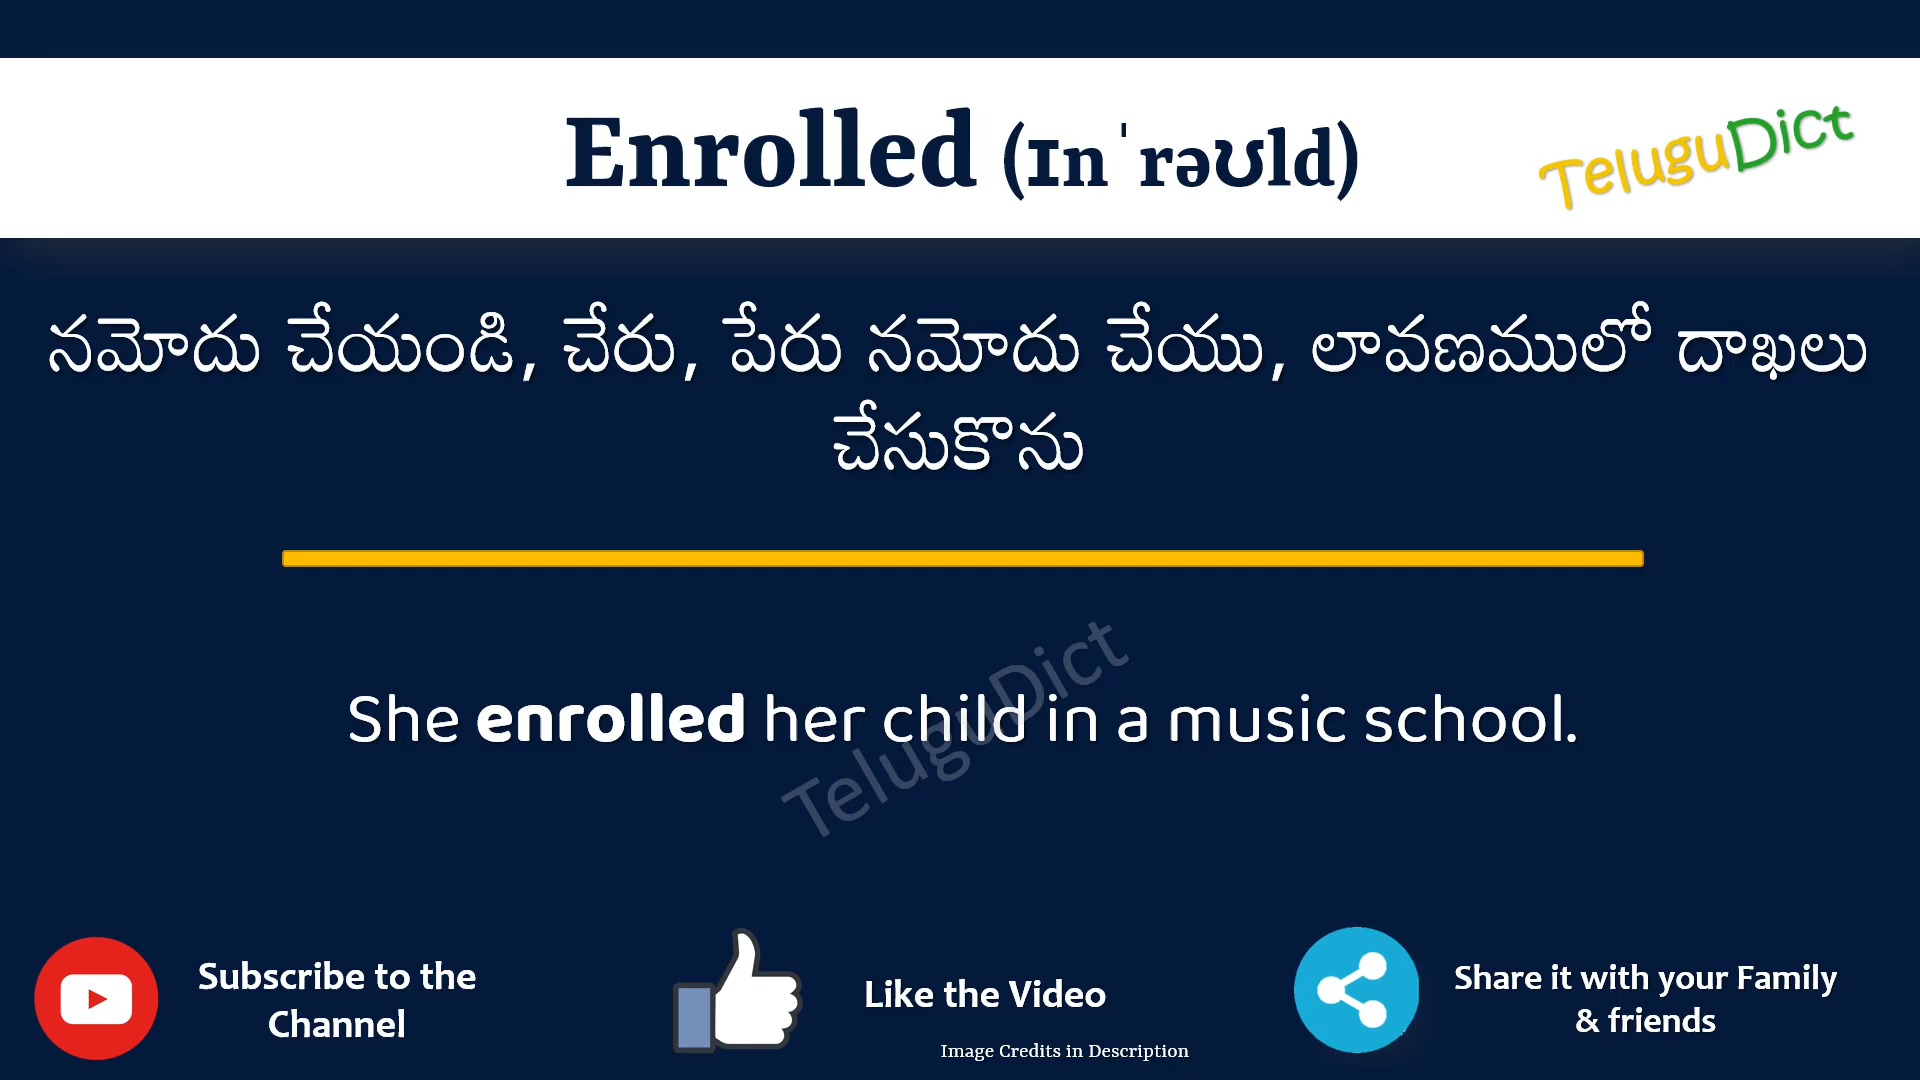 Enrolled (ɪnˈrəʊld)
TeluguDict
నమోదు చేయండి, చేరు, పేరు నమోదు చేయు, లావణములో దాఖలు
చేసుకొను
She enrolled her child in a music school.
TeluguDict
Subscribe to the
Channel
Like the Video
Share it with your Family
& friends
Image Credits in Description